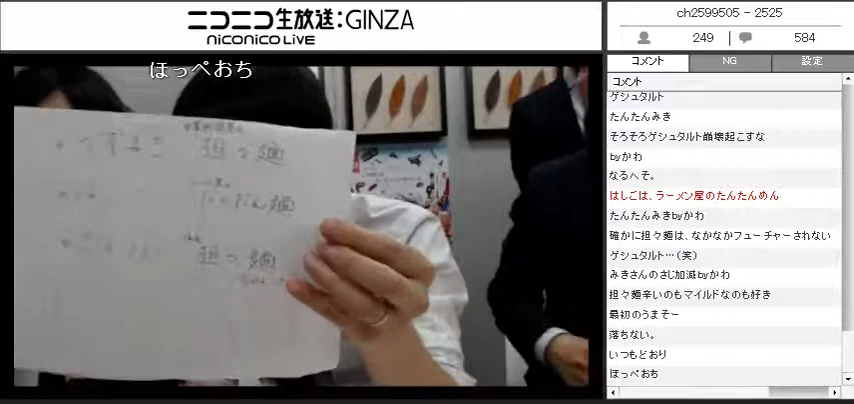 ニコニコ生放送:GINZA
niconico Live
ch2599505 - 2525
249 | 584
コメント NG 設定
コメント
ゲシュタルト
たんたんみき
そろそろゲシュタルト崩壊起こすな
byかわ
なるへそ。
はしごは、ラーメン屋のたんたんめん
たんたんみきbyかわ
確かに担々麺は、なかなかフューチャーされない
ゲシュタルト…(笑)
みきさんのさじ加減byかわ
担々麺辛いのもマイルドなのも好き
最初のうまそー
落ちない。
いつもどおり
ほっぺおち
ほっぺおち
担々麺
だんだん麺
担々麺